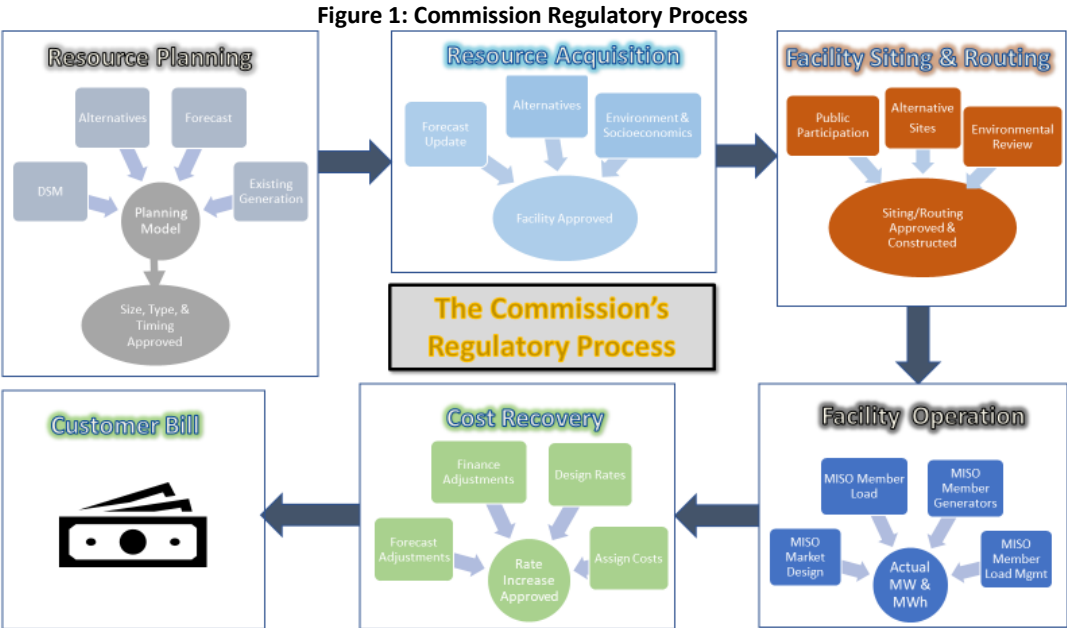 Figure 1: Commission Regulatory Process
Resource Planning
Alternatives
Forecast
DSM
Existing
Generation
Planning
Model
Size, Type, &
Timing
Approved
Resource Acquisition
Forecast
Update
Alternatives
Environment &
Socioeconomics
Facility Approved
Facility Siting & Routing
Public
Participation
Alternative
Sites
Environmental
Review
Siting/Routing
Approved &
Constructed
The Commission's
Regulatory Process
Customer Bill
Cost Recovery
Finance
Adjustments
Design Rates
Forecast
Adjustments
Assign Costs
Rate
Increase
Approved
Facility Operation
MISO Member
Load
MISO
Member
Generators
MISO
Market
Design
MISO Member
Load Mgmt
Actual
MW &
MWh